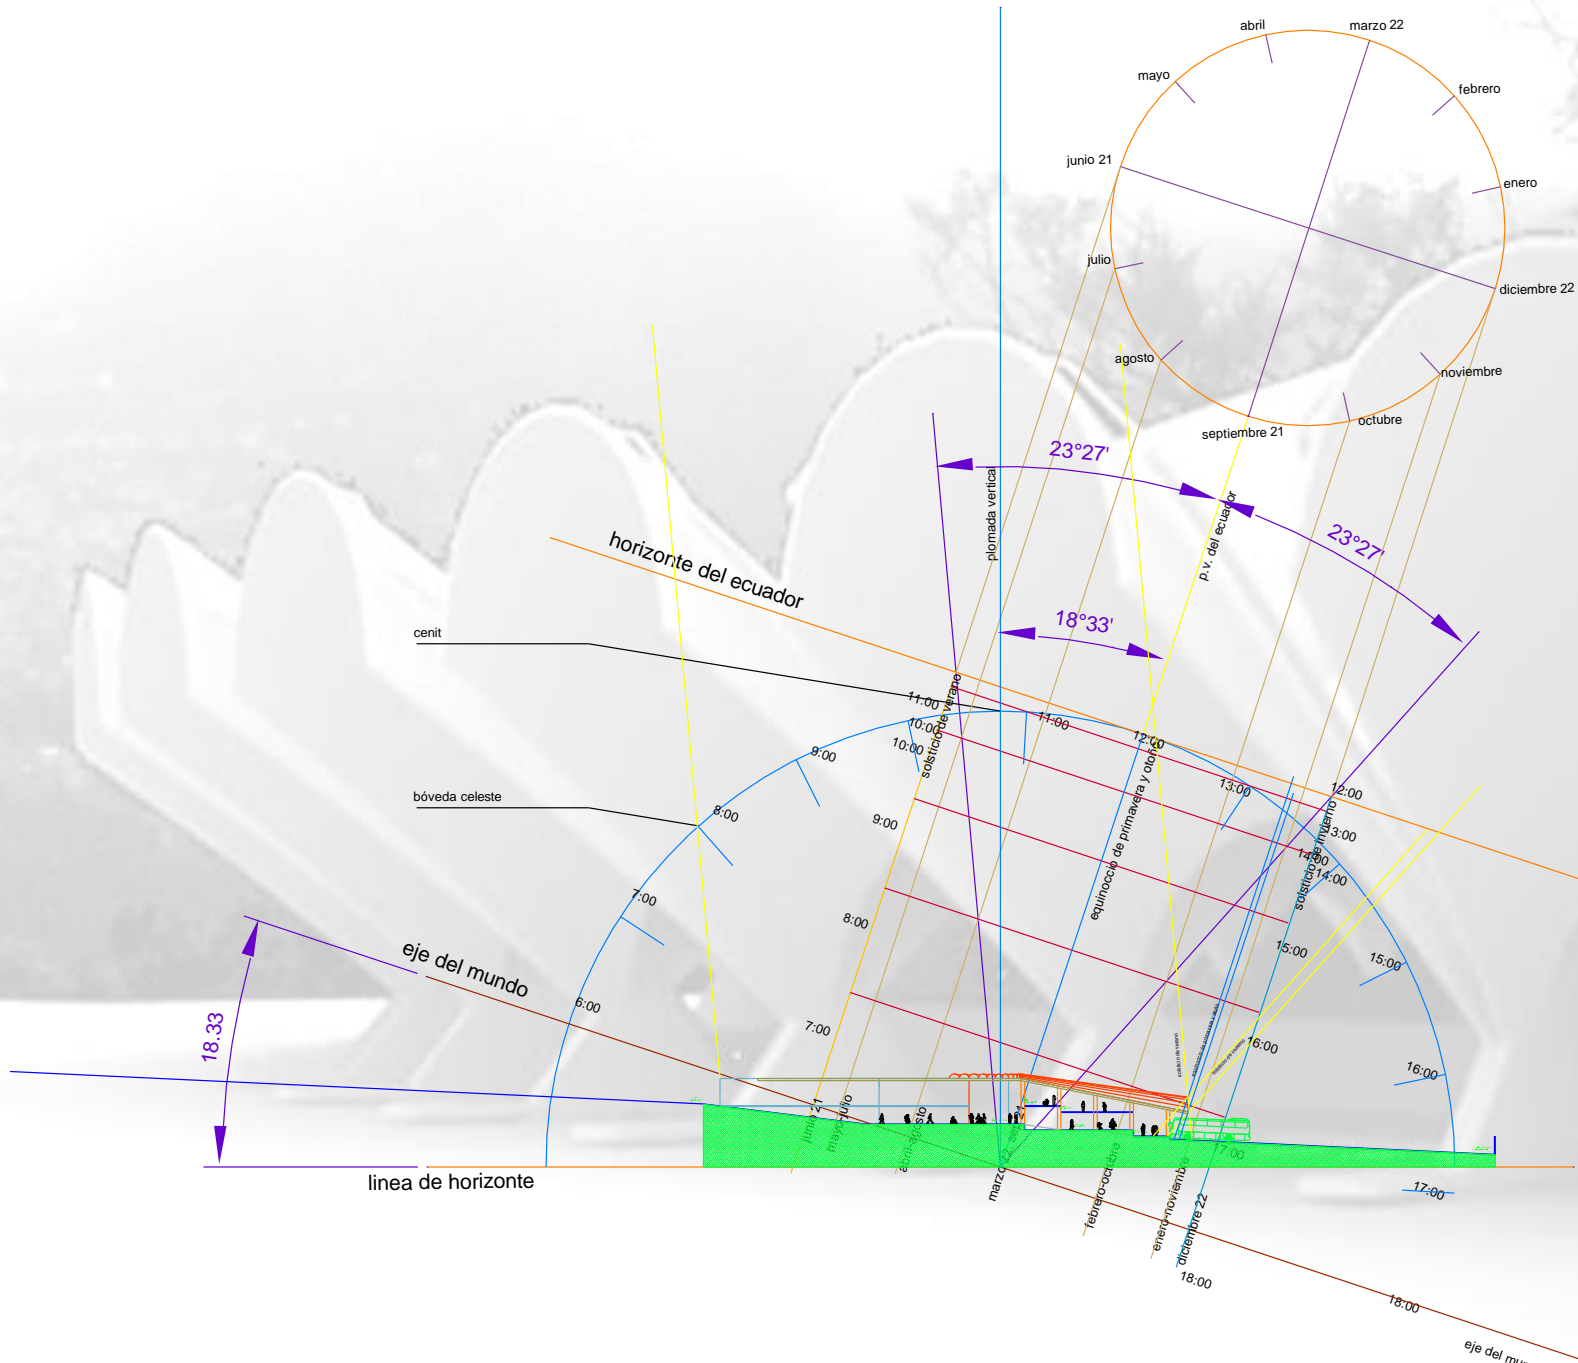 abril
marzo 22
mayo
febrero
junio 21
enero
julio
diciembre 22
agosto
noviembre
octubre
septiembre 21
23°27'
plomada vertical
p.v. del ecuador
23°27'
horizonte del ecuador
18°33'
cenit
11:00
solsticio de verano
10:00
10:00
11:00
12:00
9:00
equinoccio de primavera y otoño
13:00
12:00
bóveda celeste
8:00
9:00
13:00
solsticio de invierno
14:00
14:00
7:00
8:00
eje del mundo
15:00
15:00
6:00
7:00
18.33
16:00
16:00
junio 21
mayo-julio
abril-agosto
marzo 22
febrero-octubre
enero-noviembre
diciembre 22
17:00
linea de horizonte
17:00
18:00
18:00